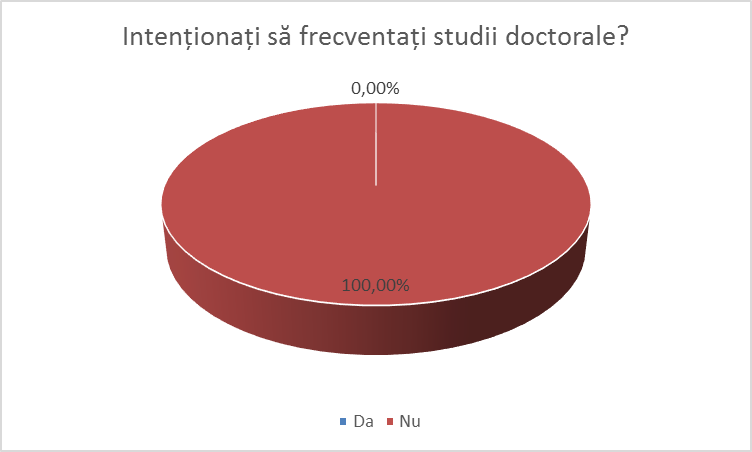 Intenționați să frecventați studii doctorale?
0,00%
100,00%
Da Nu